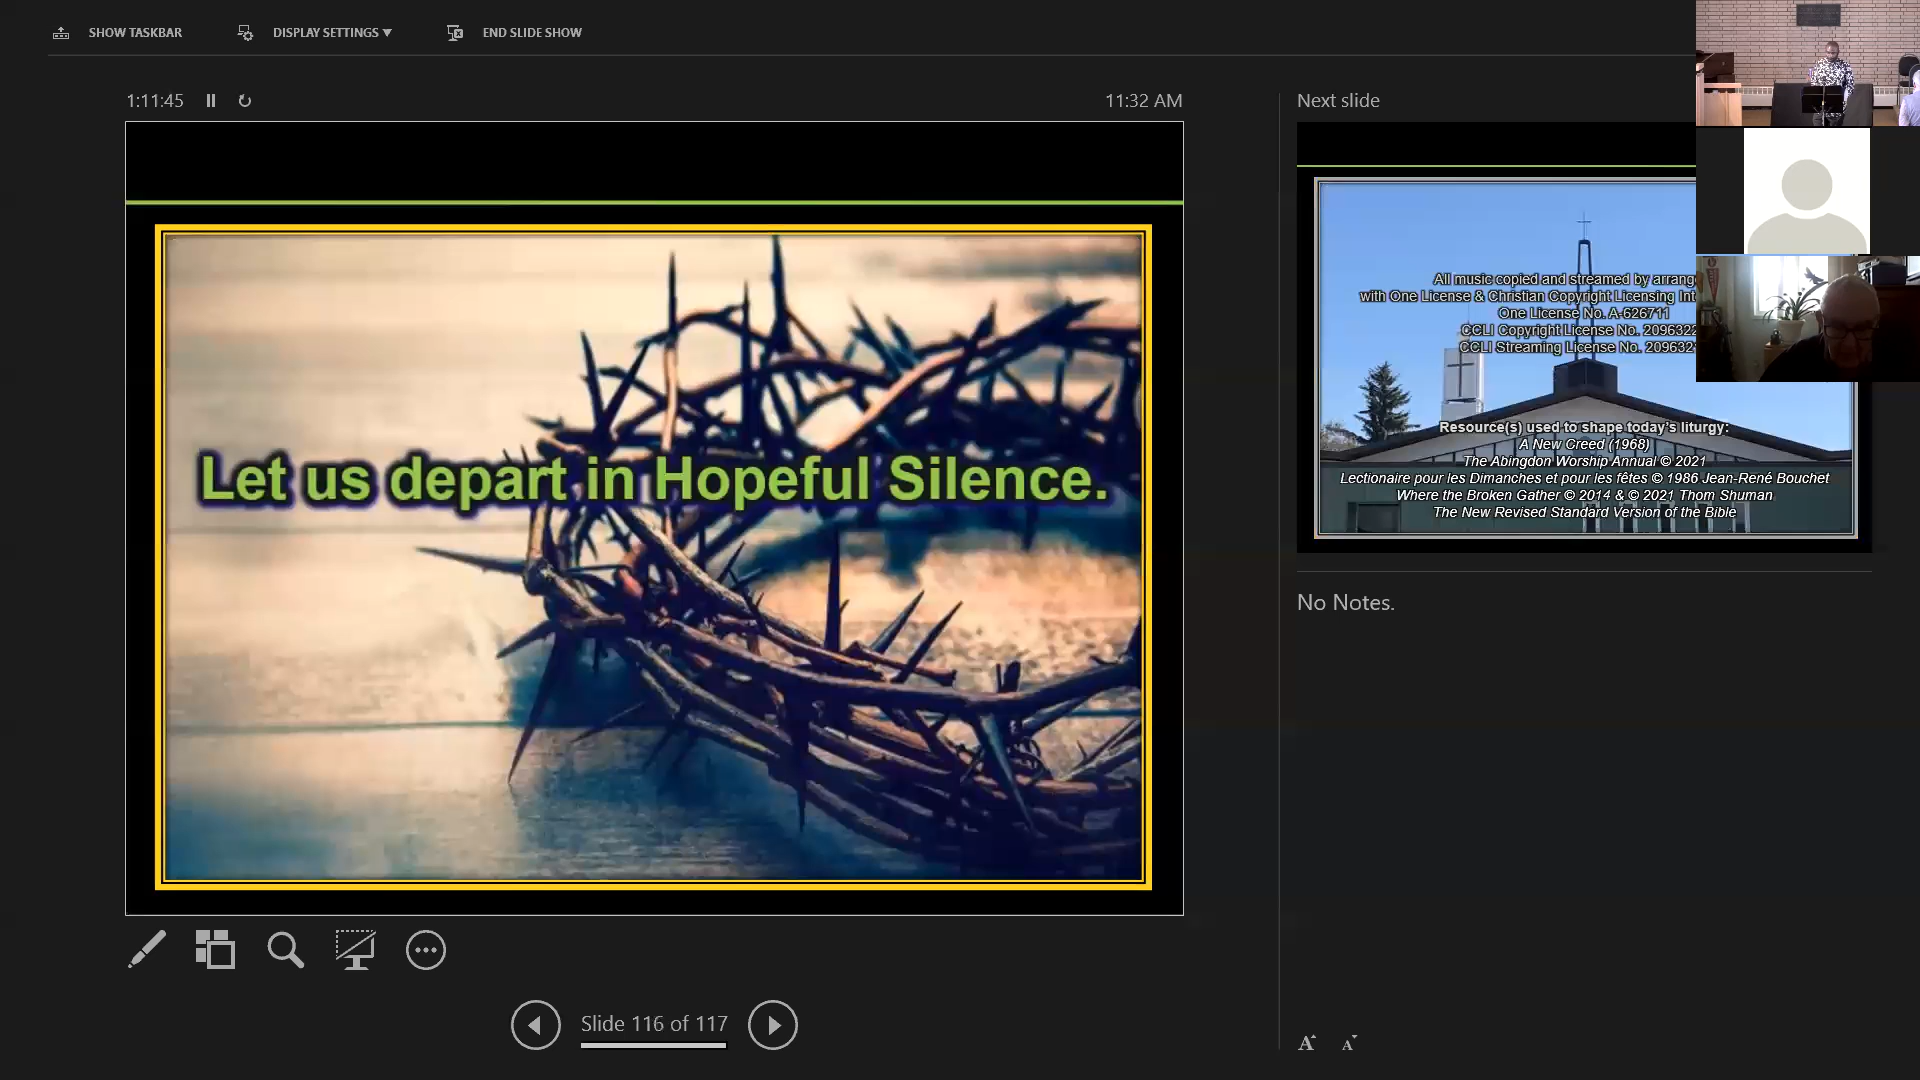 SHOW TASKBAR
DISPLAY SETTINGS ▼
END SLIDE SHOW
1:11:45
11:32 AM
Next slide
Let us depart in Hopeful Silence.
All music copied and streamed by
with One License & Christian Copyright Licensing
One License No. A-626711
CCLI Copyright License No.
CCLI Streaming License No.
Resource(s) used to shape today's liturgy:
A New Creed (1968)
The Abingdon Worship Annual © 2021
Lectionaire pour les Dimanches et pour les fêtes © 1986 Jean-René Bouchet
Where the Broken Gather © 2014 & © 2021 Thom Shuman
The New Revised Standard Version of the Bible
No Notes.
Slide 116 of 117
A A